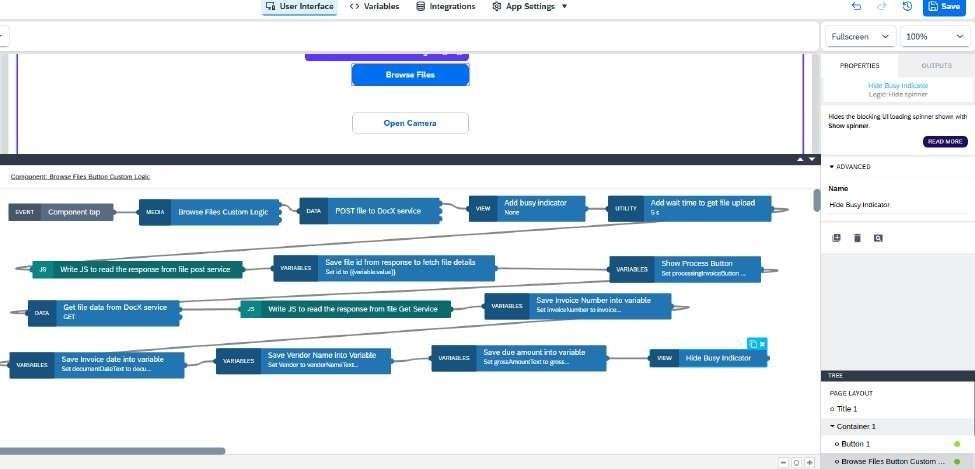 User Interface
<> Variables
Integrations
App Settings
Save
Fullscreen
100%
PROPERTIES
OUTPUTS
Browse Files
Hide Busy Indicator
Logic: Hide spinner
Open Camera
Hides the blocking UI loading spinner shown with
Show spinner.
READ MORE
Component: Browse Files Button Custom Logic
ADVANCED
Name
Hide Busy Indicator
EVENT Component tap
MEDIA Browse Files Custom Logic
DATA POST file to DocX service
VIEW Add busy indicator
None
UTILITY Add wait time to get file upload
5 s
JS Write JS to read the response from file post service
VARIABLES Save file id from response to fetch file details
Set id to {{variable.value}}
VARIABLES Show Process Button
Set processingInvoiceButton ...
DATA Get file data from DocX service
GET
JS Write JS to read the response from file Get Service
VARIABLES Save Invoice Number into variable
Set invoiceNumber to invoice...
VARIABLES Save Invoice date into variable
Set documentDateText to docu...
VARIABLES Save Vendor Name into Variable
Set Vendor to vendorNameText...
VARIABLES Save due amount into variable
Set grossAmountText to gross...
VIEW Hide Busy Indicator
TREE
PAGE LAYOUT
Title 1
Container 1
Button 1
Browse Files Button Custom ...